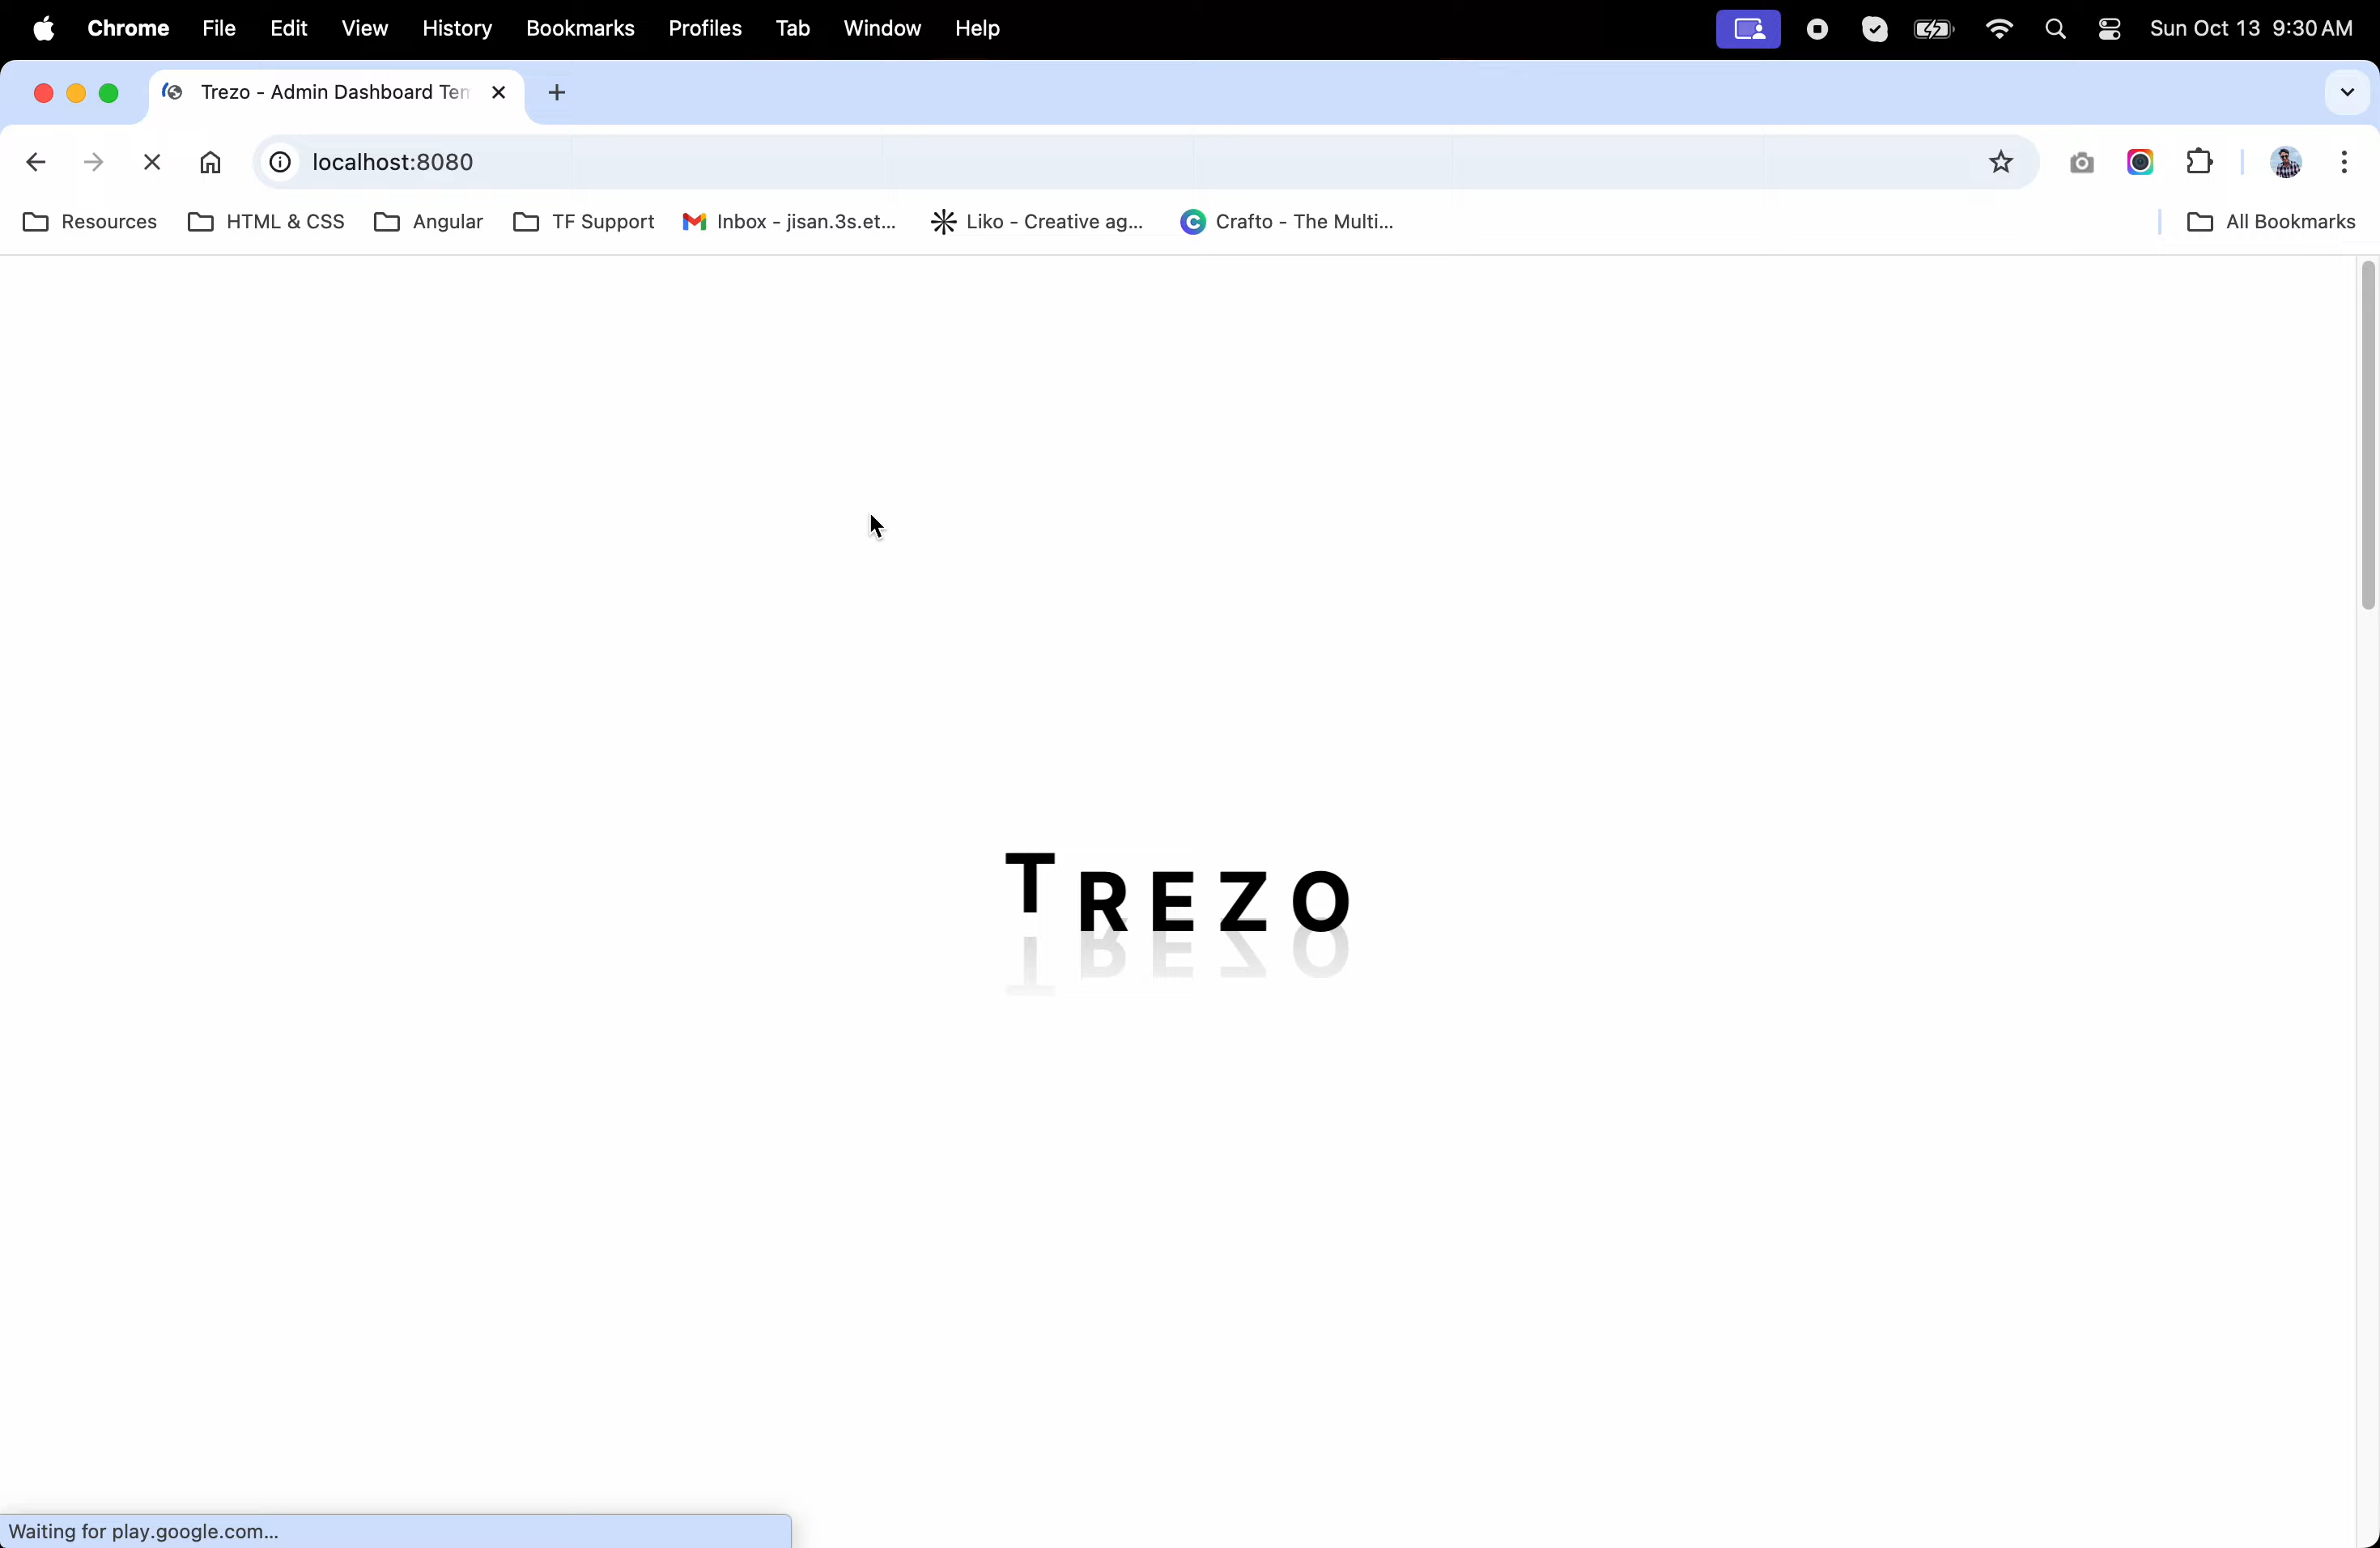 Chrome File Edit View History Bookmarks Profiles Tab Window Help Sun Oct 13 9:30 AM
Trezo - Admin Dashboard Tem
localhost:8080
Resources HTML & CSS Angular TF Support Inbox - jisan.3s.et... Liko - Creative ag... Crafto - The Multi... All Bookmarks
TREZO
Waiting for play.google.com...